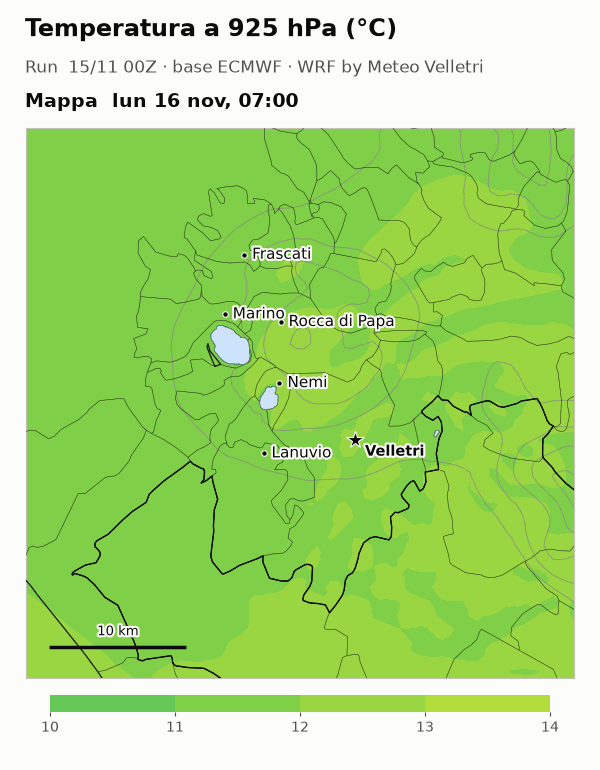 Temperatura a 925 hPa (°C)
Run  15/11 00Z · base ECMWF · WRF by Meteo Velletri
Mappa  lun 16 nov, 07:00
Frascati
Marino
Rocca di Papa
Nemi
Velletri
Lanuvio
10 km
10 11 12 13 14